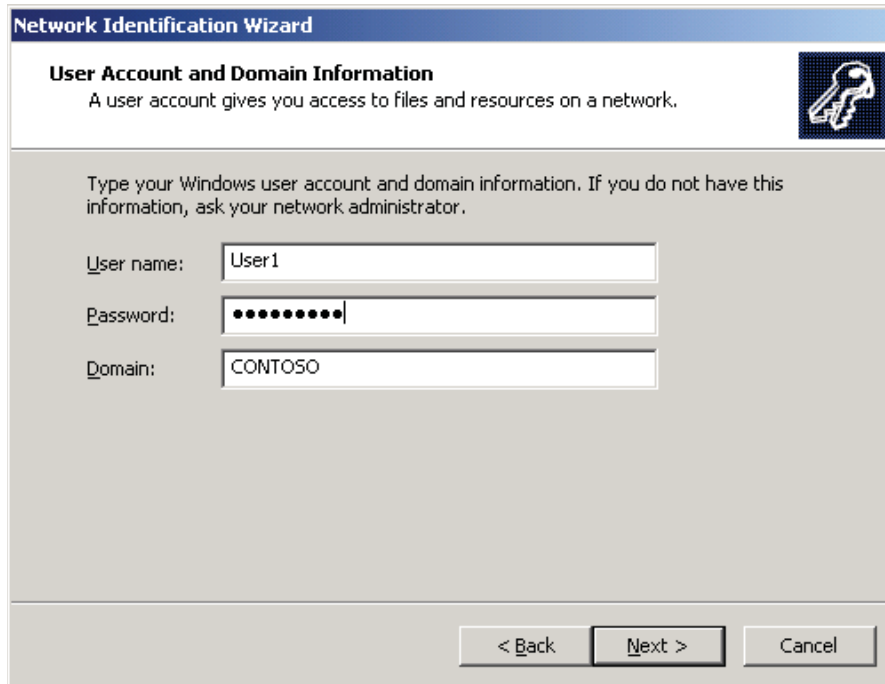 Network Identification Wizard
User Account and Domain Information
A user account gives you access to files and resources on a network.
Type your Windows user account and domain information. If you do not have this
information, ask your network administrator.
User name: User1
Password: ●●●●●●●●●
Domain: CONTOSO
< Back Next > Cancel